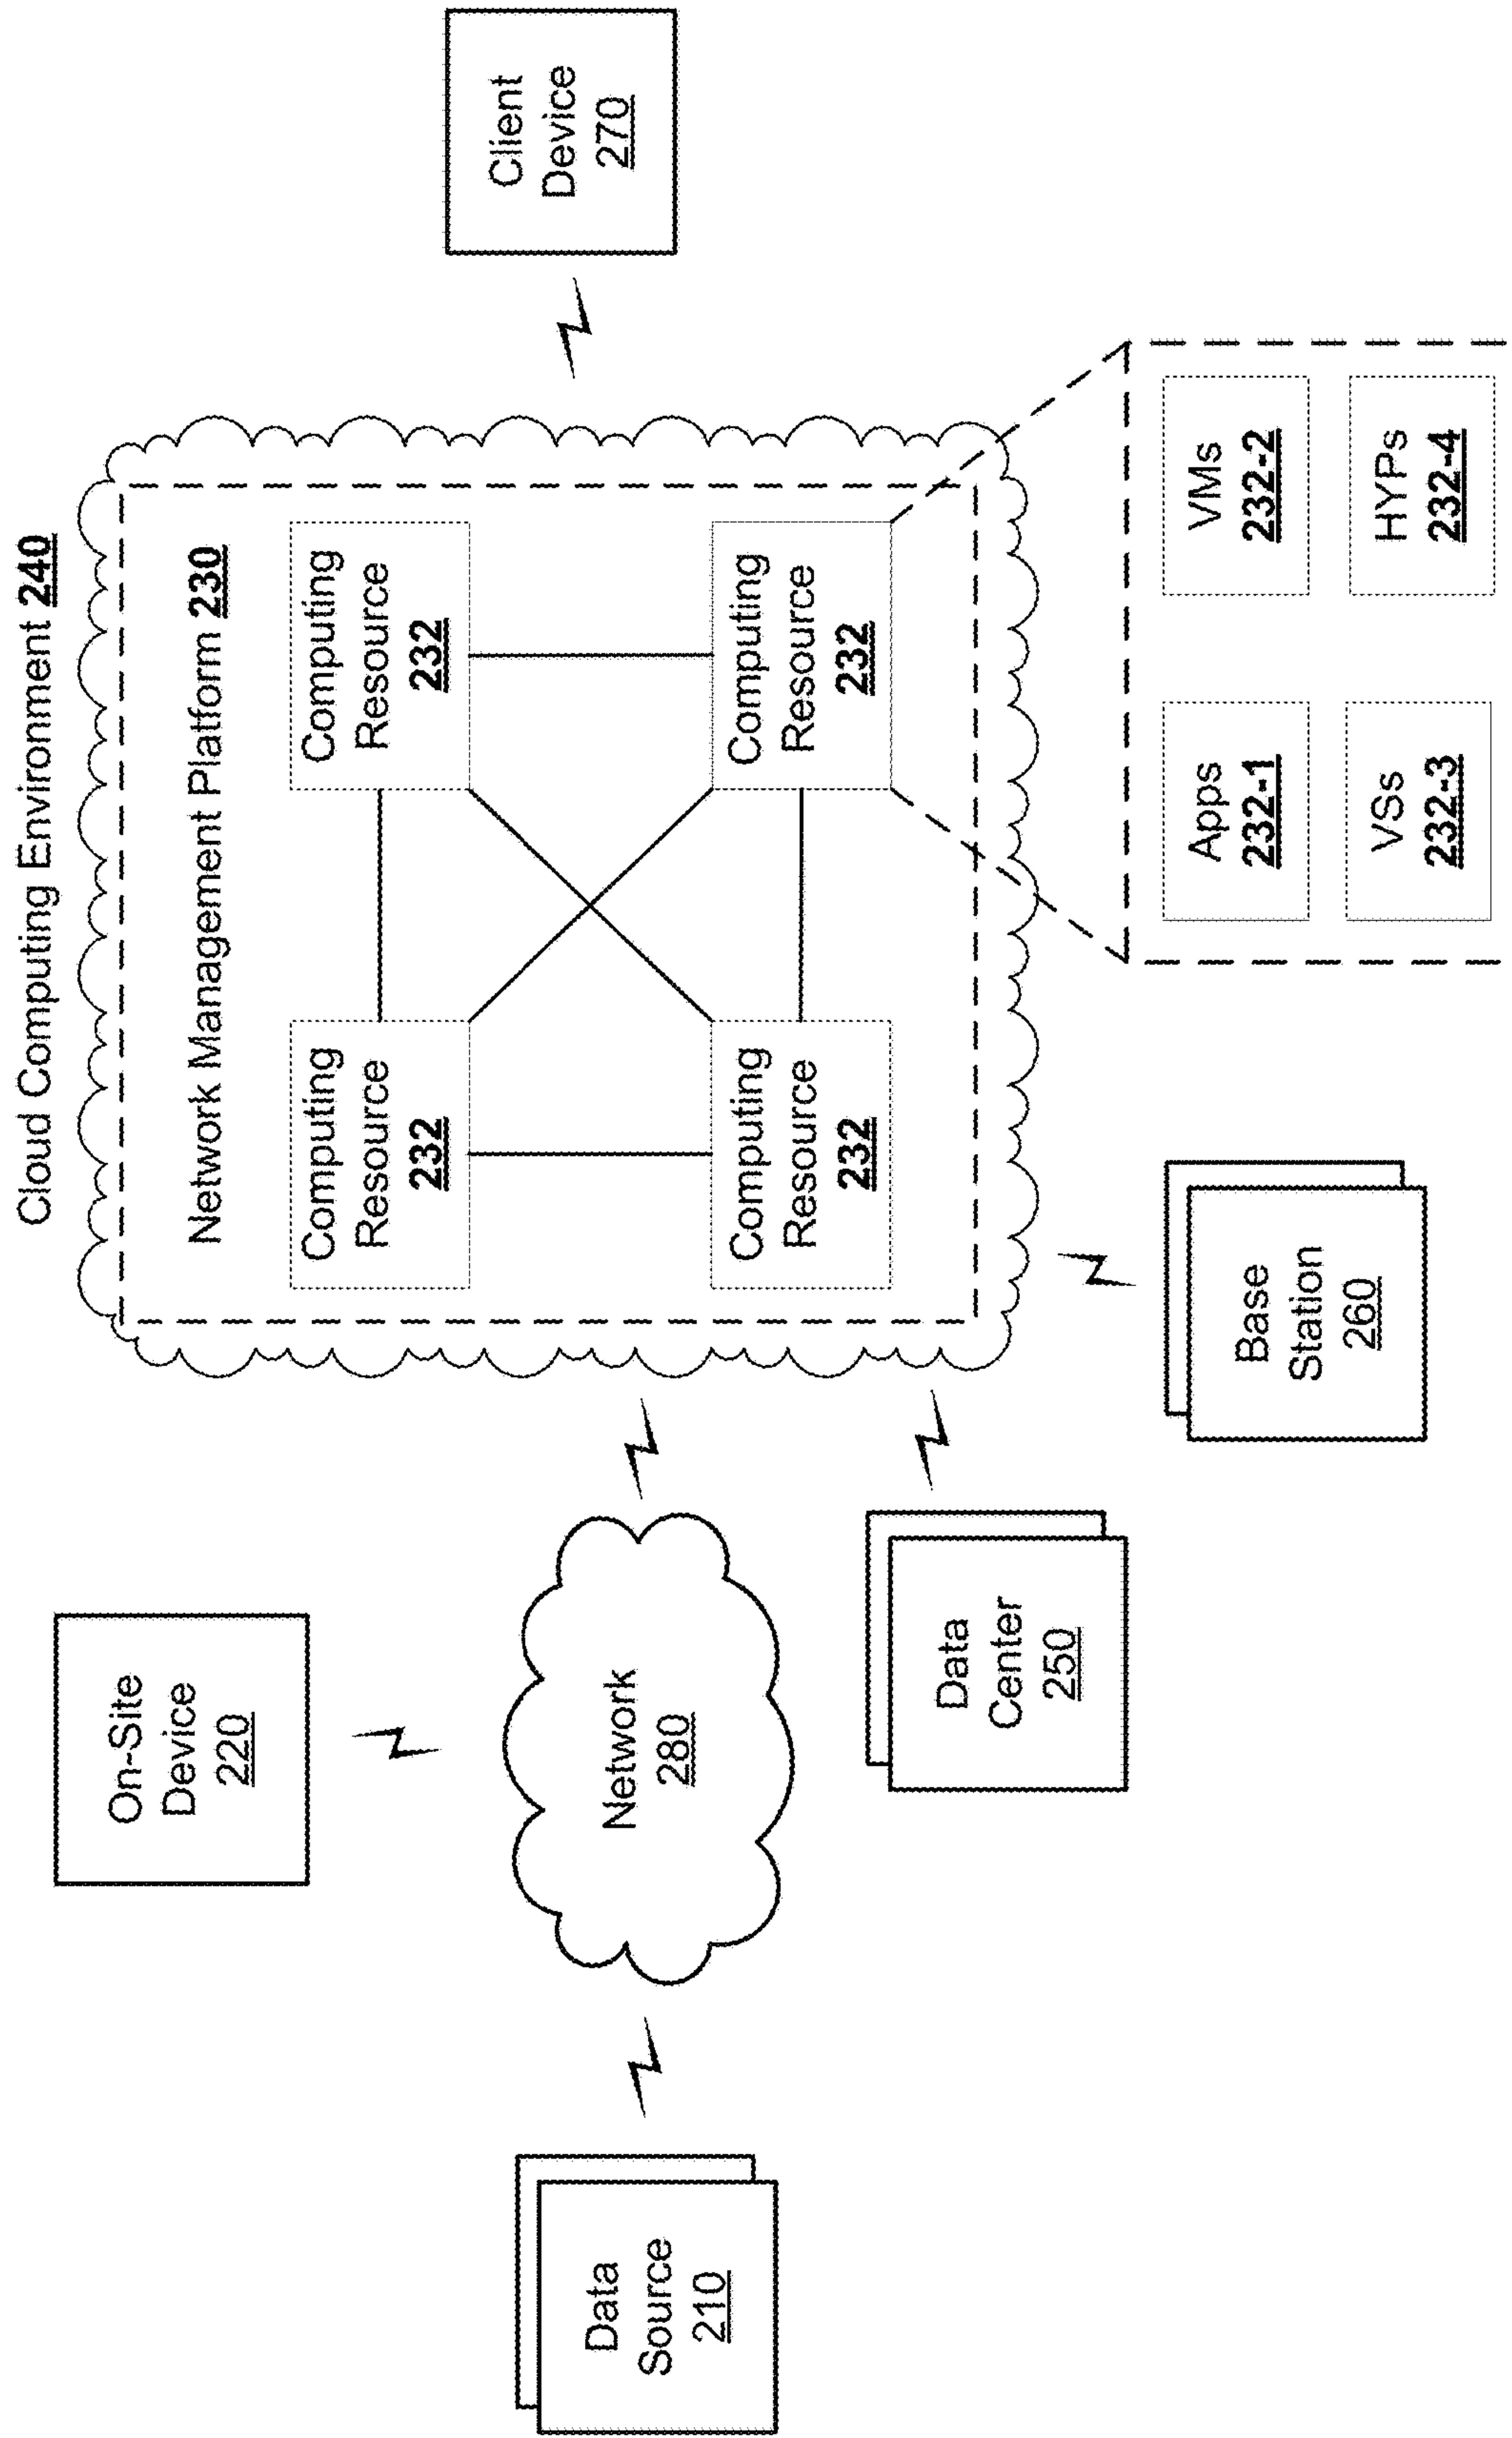 Cloud Computing Environment 240
Network Management Platform 230
Computing
Resource
232
Computing
Resource
232
Computing
Resource
232
Computing
Resource
232
On-Site
Device
220
Client
Device
270
Data
Source
210
Network
280
Data
Center
250
Base
Station
260
Apps
232-1
VMs
232-2
VSs
232-3
HYPs
232-4